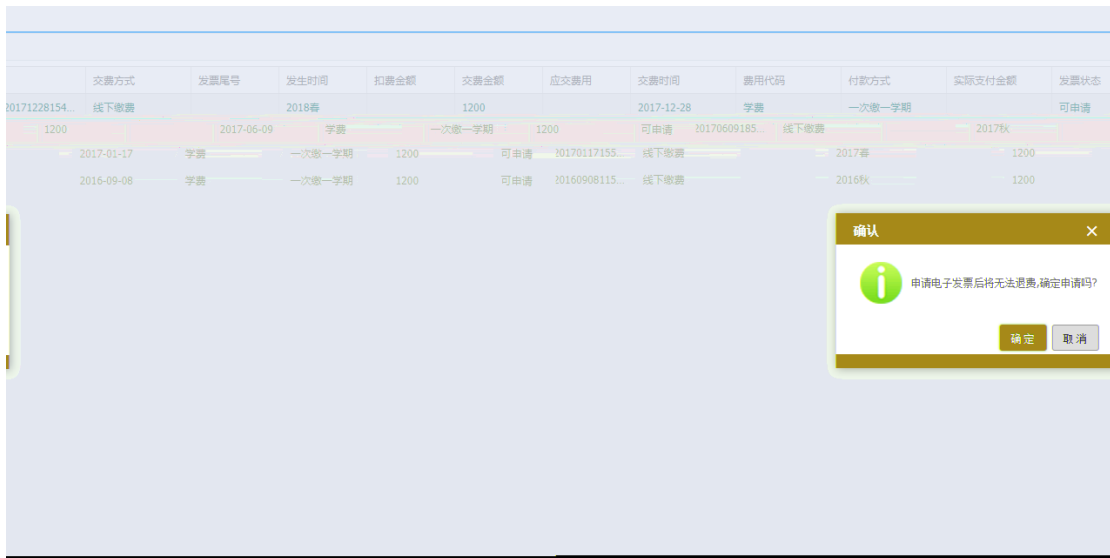 交费方式 发票尾号 发生时间 扣费金额 交费金额 应交费用 交费时间 费用代码 付款方式 实际支付金额 发票状态
20171228154... 线下缴费 2018春 1200 2017-12-28 学费 一次缴一学期 可申请
1200 2017-06-09 学费 一次缴一学期 1200 可申请 20170609185... 线下缴费 2017秋
2017-01-17 学费 一次缴一学期 1200 可申请 20170117155... 线下缴费 2017春 1200
2016-09-08 学费 一次缴一学期 1200 可申请 20160908115... 线下缴费 2016秋 1200
确认
申请电子发票后将无法退费,确定申请吗?
确定 取消